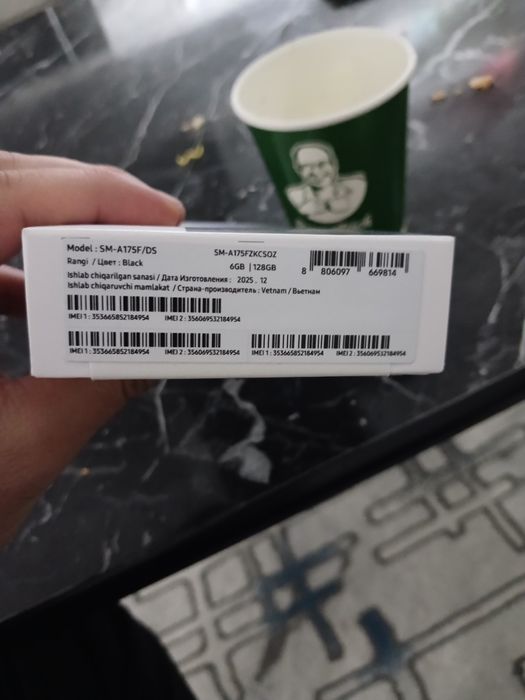 Model : SM-A175F/DS
SM-A175FZKCSOZ
Rangi / Цвет : Black
6GB | 128GB
8 806097 669814
Ishlab chiqarilgan sanasi / Дата Изготовления : 2025 . 12
Ishlab chiqaruvchi mamlakat / Страна-производитель : Vetnam / Вьетнам
IMEI 1 : 353665852184954 IMEI 2 : 356069532184954
IMEI 1 : 353665852184954 IMEI 2 : 356069532184954 IMEI 1 : 353665852184954 IMEI 2 : 356069532184954